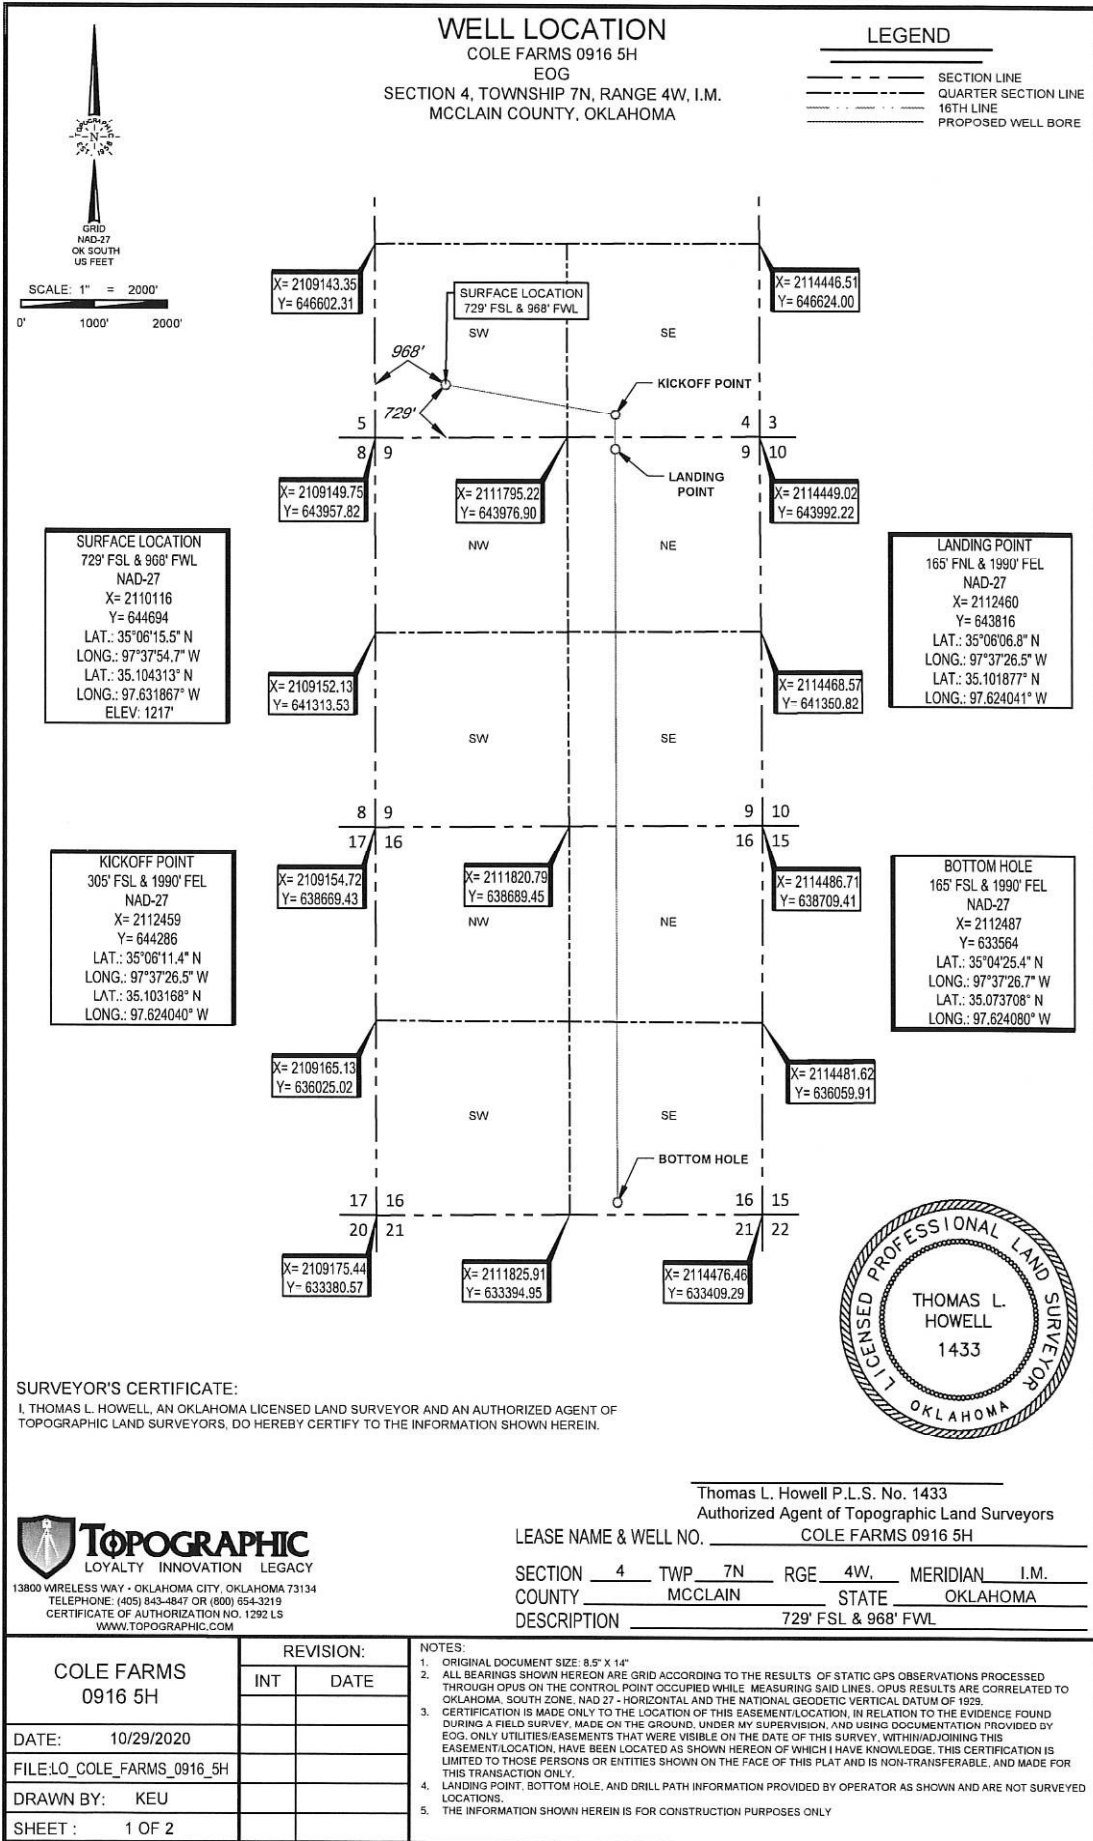 WELL LOCATION
COLE FARMS 0916 5H
EOG
SECTION 4, TOWNSHIP 7N, RANGE 4W, I.M.
MCCLAIN COUNTY, OKLAHOMA
LEGEND
SECTION LINE
QUARTER SECTION LINE
16TH LINE
PROPOSED WELL BORE
TOPOGRAPHIC
N
EST. 1958
GRID
NAD-27
OK SOUTH
US FEET
SCALE: 1" = 2000'
0' 1000' 2000'
X= 2109143.35
Y= 646602.31
SURFACE LOCATION
729' FSL & 968' FWL
X= 2114446.51
Y= 646624.00
SW SE
968'
KICKOFF POINT
729'
5 4 3
8 9 9 10
LANDING
POINT
X= 2109149.75
Y= 643957.82
X= 2111795.22
Y= 643976.90
X= 2114449.02
Y= 643992.22
NW NE
SURFACE LOCATION
729' FSL & 968' FWL
NAD-27
X= 2110116
Y= 644694
LAT.: 35°06'15.5" N
LONG.: 97°37'54.7" W
LAT.: 35.104313° N
LONG.: 97.631867° W
ELEV: 1217'
LANDING POINT
165' FNL & 1990' FEL
NAD-27
X= 2112460
Y= 643816
LAT.: 35°06'06.8" N
LONG.: 97°37'26.5" W
LAT.: 35.101877° N
LONG.: 97.624041° W
X= 2109152.13
Y= 641313.53
X= 2114468.57
Y= 641350.82
SW SE
8 9 9 10
17 16 16 15
KICKOFF POINT
305' FSL & 1990' FEL
NAD-27
X= 2112459
Y= 644286
LAT.: 35°06'11.4" N
LONG.: 97°37'26.5" W
LAT.: 35.103168° N
LONG.: 97.624040° W
X= 2109154.72
Y= 638669.43
X= 2111820.79
Y= 638689.45
X= 2114486.71
Y= 638709.41
NW NE
BOTTOM HOLE
165' FSL & 1990' FEL
NAD-27
X= 2112487
Y= 633564
LAT.: 35°04'25.4" N
LONG.: 97°37'26.7" W
LAT.: 35.073708° N
LONG.: 97.624080° W
X= 2109165.13
Y= 636025.02
X= 2114481.62
Y= 636059.91
SW SE
BOTTOM HOLE
17 16 16 15
20 21 21 22
X= 2109175.44
Y= 633380.57
X= 2111825.91
Y= 633394.95
X= 2114476.46
Y= 633409.29
LICENSED PROFESSIONAL LAND SURVEYOR
THOMAS L.
HOWELL
1433
OKLAHOMA
SURVEYOR'S CERTIFICATE:
I, THOMAS L. HOWELL, AN OKLAHOMA LICENSED LAND SURVEYOR AND AN AUTHORIZED AGENT OF
TOPOGRAPHIC LAND SURVEYORS, DO HEREBY CERTIFY TO THE INFORMATION SHOWN HEREIN.
Thomas L. Howell P.L.S. No. 1433
Authorized Agent of Topographic Land Surveyors
TOPOGRAPHIC
LOYALTY INNOVATION LEGACY
13800 WIRELESS WAY • OKLAHOMA CITY, OKLAHOMA 73134
TELEPHONE: (405) 843-4847 OR (800) 654-3219
CERTIFICATE OF AUTHORIZATION NO. 1292 LS
WWW.TOPOGRAPHIC.COM
LEASE NAME & WELL NO. COLE FARMS 0916 5H
SECTION 4 TWP 7N RGE 4W, MERIDIAN I.M.
COUNTY MCCLAIN STATE OKLAHOMA
DESCRIPTION 729' FSL & 968' FWL
COLE FARMS
0916 5H
REVISION:
INT DATE
DATE: 10/29/2020
FILE:LO_COLE_FARMS_0916_5H
DRAWN BY: KEU
SHEET : 1 OF 2
NOTES:
1. ORIGINAL DOCUMENT SIZE: 8.5" X 14"
2. ALL BEARINGS SHOWN HEREON ARE GRID ACCORDING TO THE RESULTS OF STATIC GPS OBSERVATIONS PROCESSED
THROUGH OPUS ON THE CONTROL POINT OCCUPIED WHILE MEASURING SAID LINES. OPUS RESULTS ARE CORRELATED TO
OKLAHOMA, SOUTH ZONE, NAD 27 - HORIZONTAL AND THE NATIONAL GEODETIC VERTICAL DATUM OF 1929.
3. CERTIFICATION IS MADE ONLY TO THE LOCATION OF THIS EASEMENT/LOCATION, IN RELATION TO THE EVIDENCE FOUND
DURING A FIELD SURVEY, MADE ON THE GROUND, UNDER MY SUPERVISION, AND USING DOCUMENTATION PROVIDED BY
EOG. ONLY UTILITIES/EASEMENTS THAT WERE VISIBLE ON THE DATE OF THIS SURVEY, WITHIN/ADJOINING THIS
EASEMENT/LOCATION, HAVE BEEN LOCATED AS SHOWN HEREON OF WHICH I HAVE KNOWLEDGE. THIS CERTIFICATION IS
LIMITED TO THOSE PERSONS OR ENTITIES SHOWN ON THE FACE OF THIS PLAT AND IS NON-TRANSFERABLE, AND MADE FOR
THIS TRANSACTION ONLY.
4. LANDING POINT, BOTTOM HOLE, AND DRILL PATH INFORMATION PROVIDED BY OPERATOR AS SHOWN AND ARE NOT SURVEYED
LOCATIONS.
5. THE INFORMATION SHOWN HEREIN IS FOR CONSTRUCTION PURPOSES ONLY